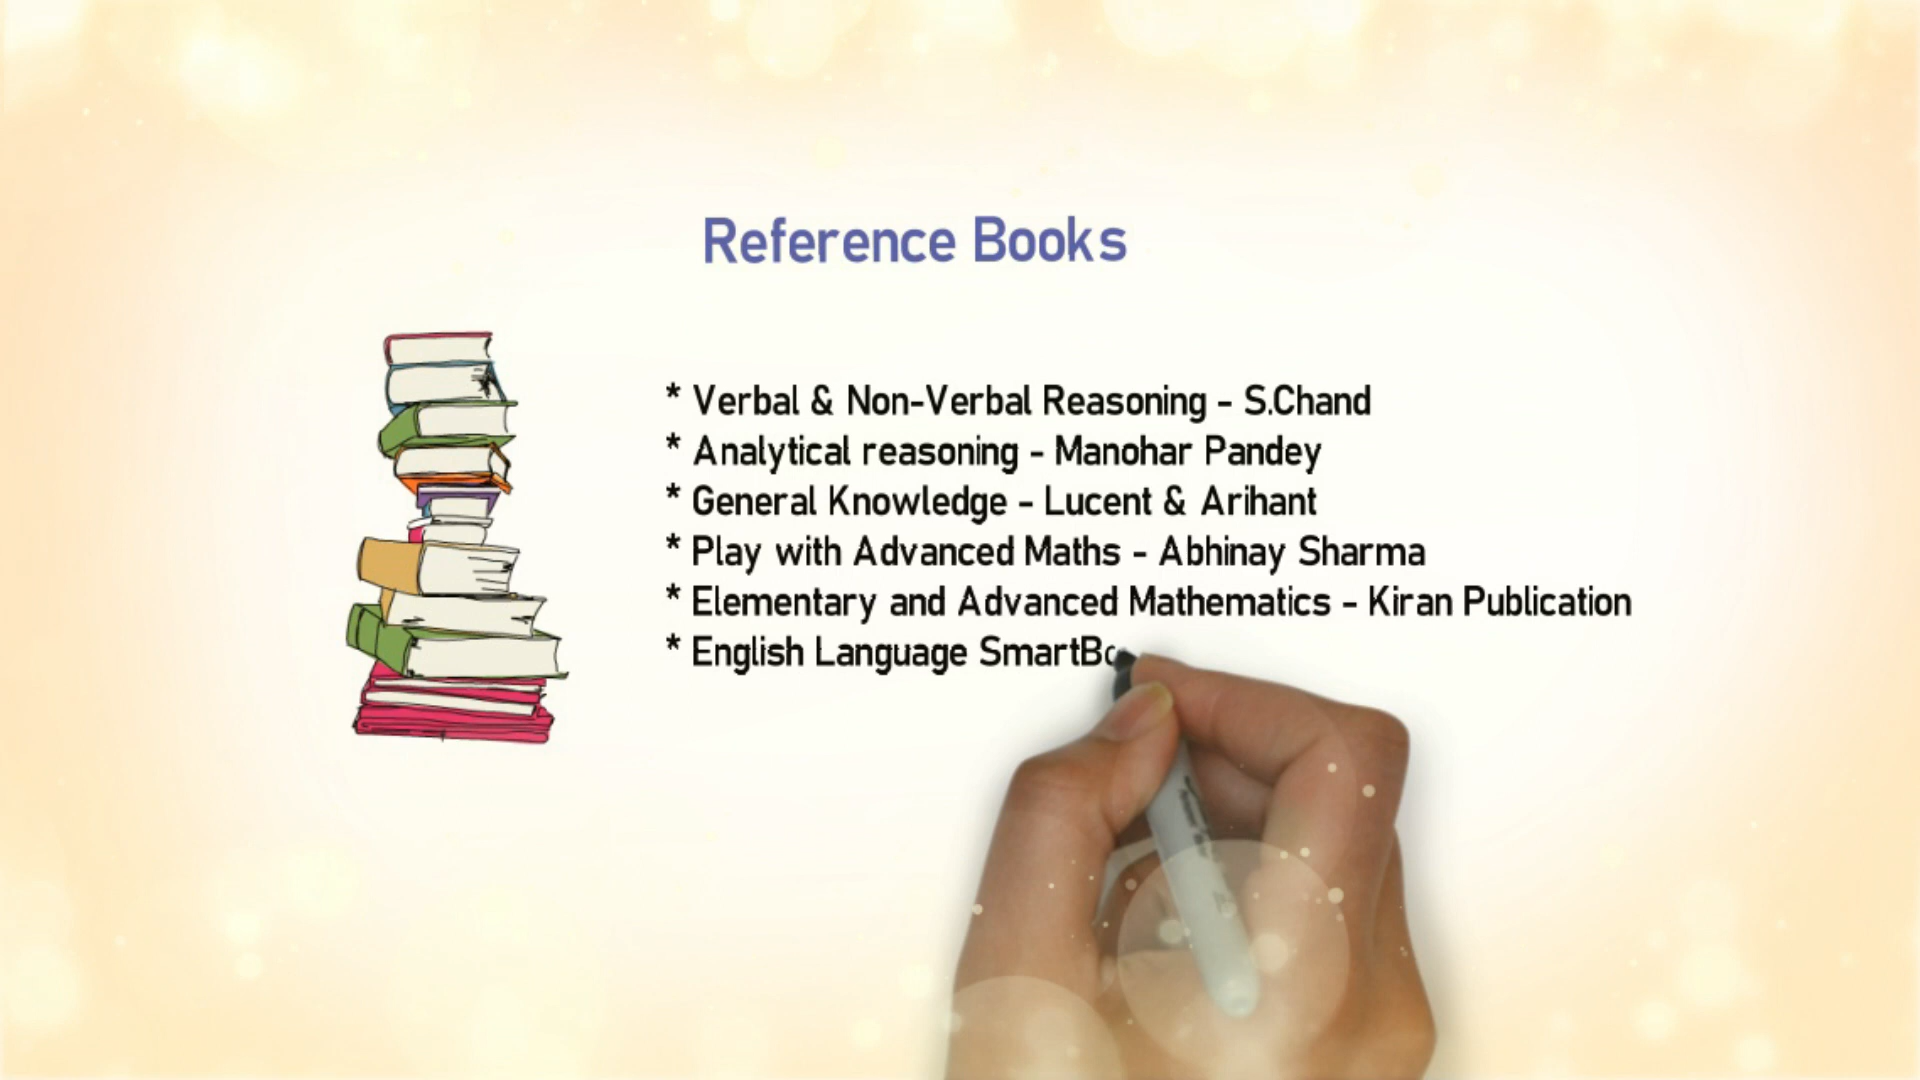 Reference Books
* Verbal & Non-Verbal Reasoning - S.Chand
* Analytical reasoning - Manohar Pandey
* General Knowledge - Lucent & Arihant
* Play with Advanced Maths - Abhinay Sharma
* Elementary and Advanced Mathematics - Kiran Publication
* English Language